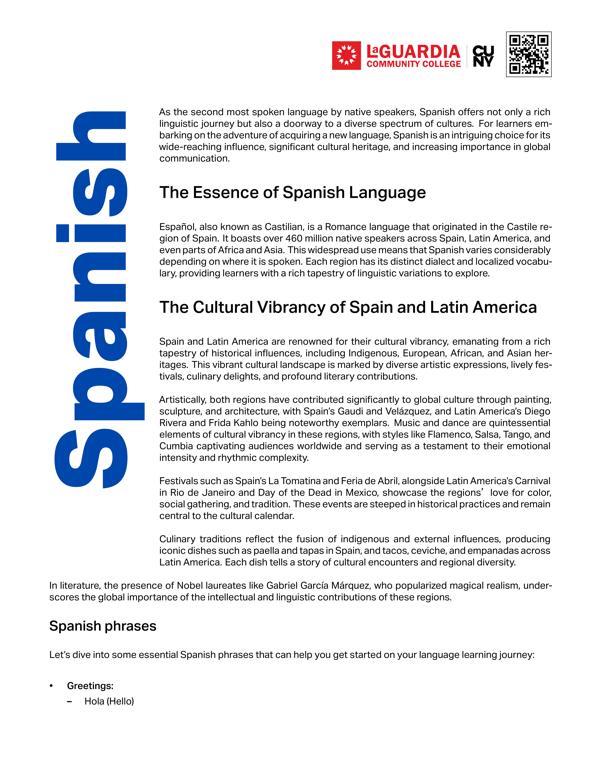 LAGUARDIA
COMMUNITY COLLEGE
CU
NY
Spanish
As the second most spoken language by native speakers, Spanish offers not only a rich
linguistic journey but also a doorway to a diverse spectrum of cultures. For learners em-
barking on the adventure of acquiring a new language, Spanish is an intriguing choice for its
wide-reaching influence, significant cultural heritage, and increasing importance in global
communication.
The Essence of Spanish Language
Español, also known as Castilian, is a Romance language that originated in the Castile re-
gion of Spain. It boasts over 460 million native speakers across Spain, Latin America, and
even parts of Africa and Asia. This widespread use means that Spanish varies considerably
depending on where it is spoken. Each region has its distinct dialect and localized vocabu-
lary, providing learners with a rich tapestry of linguistic variations to explore.
The Cultural Vibrancy of Spain and Latin America
Spain and Latin America are renowned for their cultural vibrancy, emanating from a rich
tapestry of historical influences, including Indigenous, European, African, and Asian her-
itages. This vibrant cultural landscape is marked by diverse artistic expressions, lively fes-
tivals, culinary delights, and profound literary contributions.
Artistically, both regions have contributed significantly to global culture through painting,
sculpture, and architecture, with Spain's Gaudi and Velázquez, and Latin America's Diego
Rivera and Frida Kahlo being noteworthy exemplars. Music and dance are quintessential
elements of cultural vibrancy in these regions, with styles like Flamenco, Salsa, Tango, and
Cumbia captivating audiences worldwide and serving as a testament to their emotional
intensity and rhythmic complexity.
Festivals such as Spain's La Tomatina and Feria de Abril, alongside Latin America's Carnival
in Rio de Janeiro and Day of the Dead in Mexico, showcase the regions' love for color,
social gathering, and tradition. These events are steeped in historical practices and remain
central to the cultural calendar.
Culinary traditions reflect the fusion of indigenous and external influences, producing
iconic dishes such as paella and tapas in Spain, and tacos, ceviche, and empanadas across
Latin America. Each dish tells a story of cultural encounters and regional diversity.
In literature, the presence of Nobel laureates like Gabriel García Márquez, who popularized magical realism, under-
scores the global importance of the intellectual and linguistic contributions of these regions.
Spanish phrases
Let's dive into some essential Spanish phrases that can help you get started on your language learning journey:
• Greetings:
– Hola (Hello)